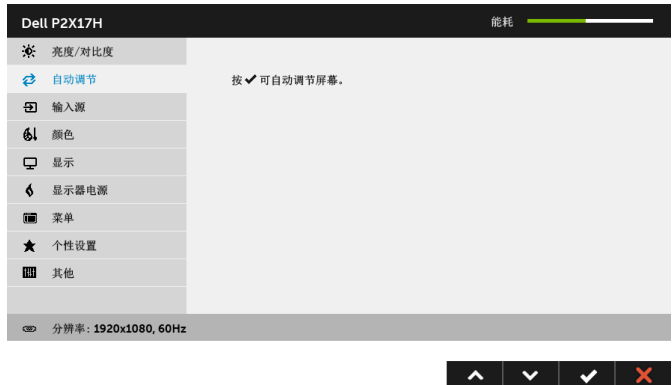 Dell P2X17H
能耗
亮度/对比度
自动调节
按✔可自动调节屏幕。
输入源
颜色
显示
显示器电源
菜单
个性设置
其他
分辨率: 1920x1080, 60Hz